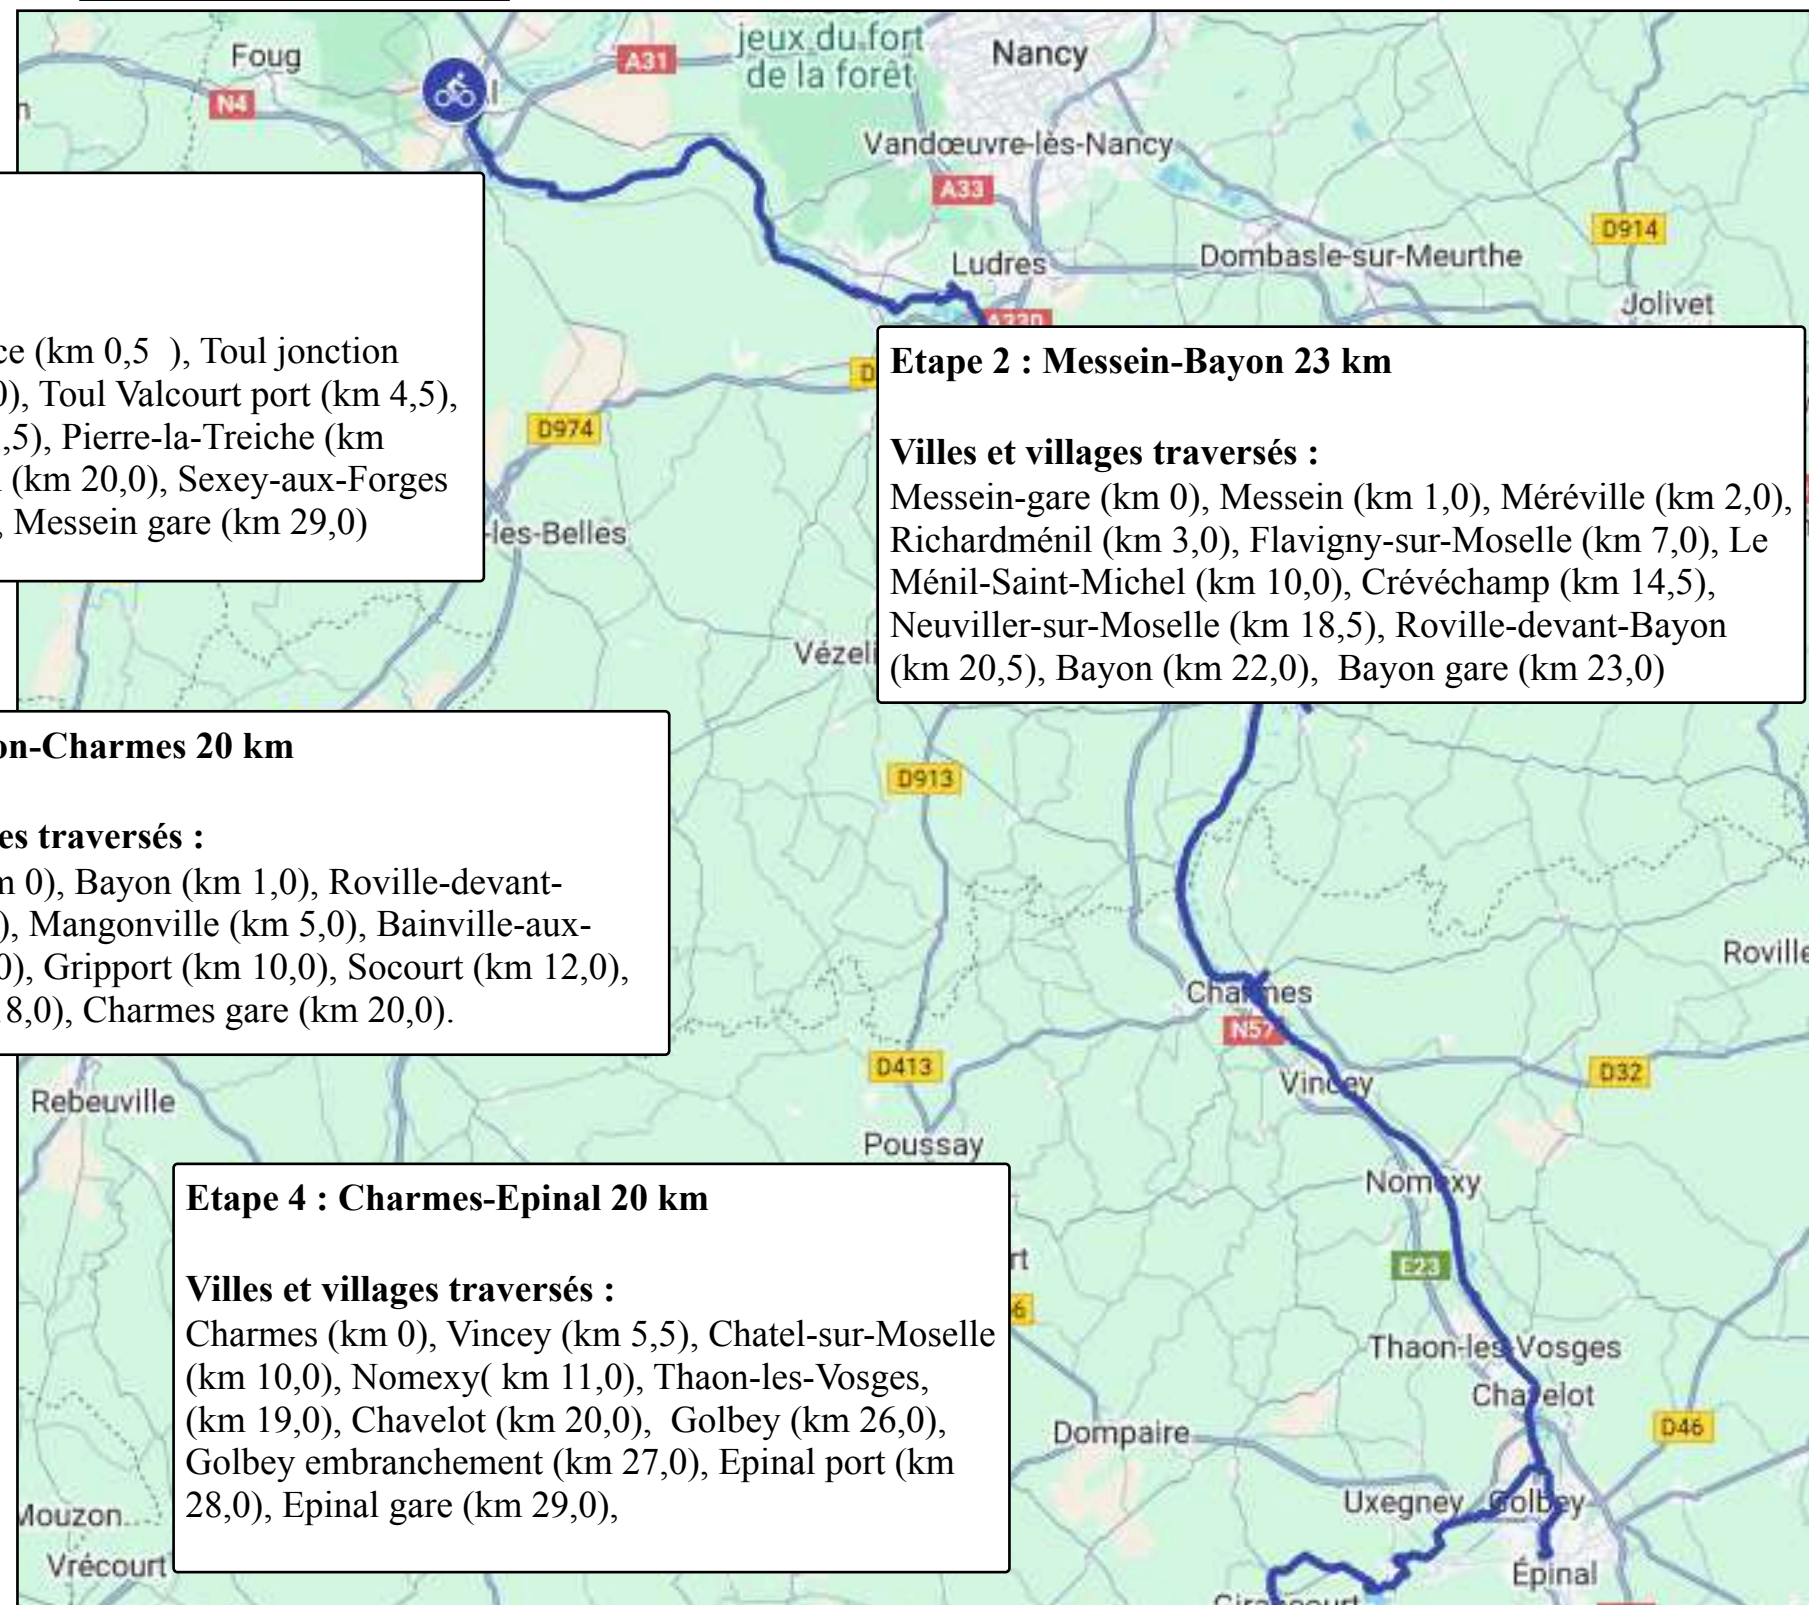 jeux du fort
de la forêt
Nancy
Foug
A31
N4
Vandœuvre-lès-Nancy
A33
D914
Ludres
Dombasle-sur-Meurthe
Jolivet
A330
ce (km 0,5  ), Toul jonction
0), Toul Valcourt port (km 4,5),
,5), Pierre-la-Treiche (km
(km 20,0), Sexey-aux-Forges
, Messein gare (km 29,0)
D974
-les-Belles
Etape 2 : Messein-Bayon 23 km
Villes et villages traversés :
Messein-gare (km 0), Messein (km 1,0), Méréville (km 2,0),
Richardménil (km 3,0), Flavigny-sur-Moselle (km 7,0), Le
Ménil-Saint-Michel (km 10,0), Crévéchamp (km 14,5),
Neuviller-sur-Moselle (km 18,5), Roville-devant-Bayon
(km 20,5), Bayon (km 22,0),  Bayon gare (km 23,0)
Vézeli
on-Charmes 20 km
es traversés :
m 0), Bayon (km 1,0), Roville-devant-
), Mangonville (km 5,0), Bainville-aux-
0), Gripport (km 10,0), Socourt (km 12,0),
18,0), Charmes gare (km 20,0).
D913
Roville
Charmes
N57
D413
D32
Vincey
Rebeuville
Poussay
Nomexy
E23
Etape 4 : Charmes-Epinal 20 km
Villes et villages traversés :
Charmes (km 0), Vincey (km 5,5), Chatel-sur-Moselle
(km 10,0), Nomexy( km 11,0), Thaon-les-Vosges,
(km 19,0), Chavelot (km 20,0),  Golbey (km 26,0),
Golbey embranchement (km 27,0), Epinal port (km
28,0), Epinal gare (km 29,0),
rt
6
Thaon-les-Vosges
Chavelot
Dompaire
D46
Uxegney
Golbey
Mouzon...
Vrécourt
Épinal
Girancourt